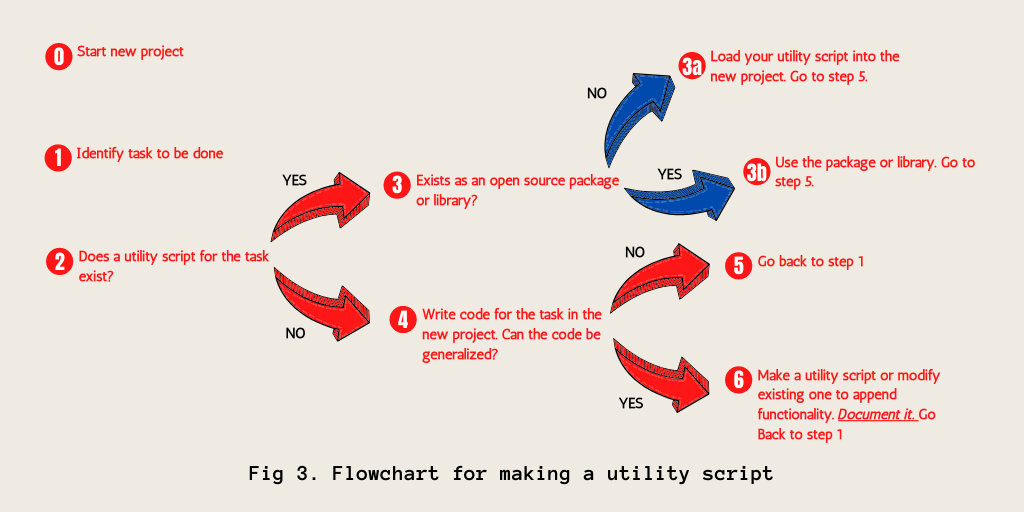 0 Start new project
1 Identify task to be done
2 Does a utility script for the task
exist?
YES
NO
3 Exists as an open source package
or library?
NO
YES
3a Load your utility script into the
new project. Go to step 5.
3b Use the package or library. Go to
step 5.
4 Write code for the task in the
new project. Can the code be
generalized?
NO
YES
5 Go back to step 1
6 Make a utility script or modify
existing one to append
functionality. Document it. Go
Back to step 1
Fig 3. Flowchart for making a utility script